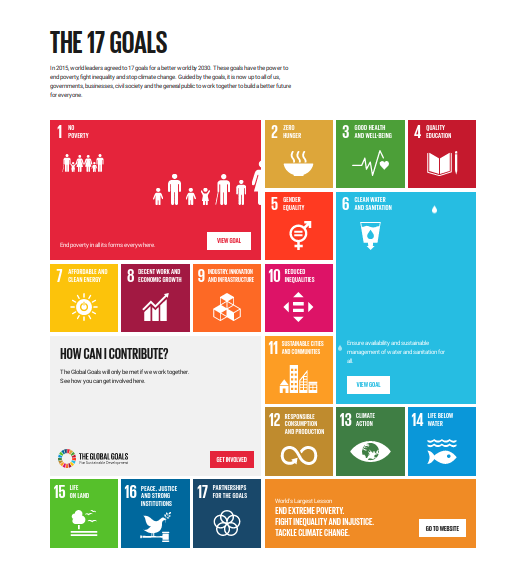 THE 17 GOALS
In 2015, world leaders agreed to 17 goals for a better world by 2030. These goals have the power to
end poverty, fight inequality and stop climate change. Guided by the goals, it is now up to all of us,
governments, businesses, civil society and the general public to work together to build a better future
for everyone.
1 NO
POVERTY
End poverty in all its forms everywhere.
VIEW GOAL
2 ZERO
HUNGER
3 GOOD HEALTH
AND WELL-BEING
4 QUALITY
EDUCATION
5 GENDER
EQUALITY
6 CLEAN WATER
AND SANITATION
Ensure availability and sustainable
management of water and sanitation for
all.
VIEW GOAL
7 AFFORDABLE AND
CLEAN ENERGY
8 DECENT WORK AND
ECONOMIC GROWTH
9 INDUSTRY, INNOVATION
AND INFRASTRUCTURE
10 REDUCED
INEQUALITIES
HOW CAN I CONTRIBUTE?
The Global Goals will only be met if we work together.
See how you can get involved here.
THE GLOBAL GOALS
For Sustainable Development
GET INVOLVED
11 SUSTAINABLE CITIES
AND COMMUNITIES
12 RESPONSIBLE
CONSUMPTION
AND PRODUCTION
13 CLIMATE
ACTION
14 LIFE BELOW
WATER
15 LIFE
ON LAND
16 PEACE, JUSTICE
AND STRONG
INSTITUTIONS
17 PARTNERSHIPS
FOR THE GOALS
World's Largest Lesson
END EXTREME POVERTY.
FIGHT INEQUALITY AND INJUSTICE.
TACKLE CLIMATE CHANGE.
GO TO WEBSITE